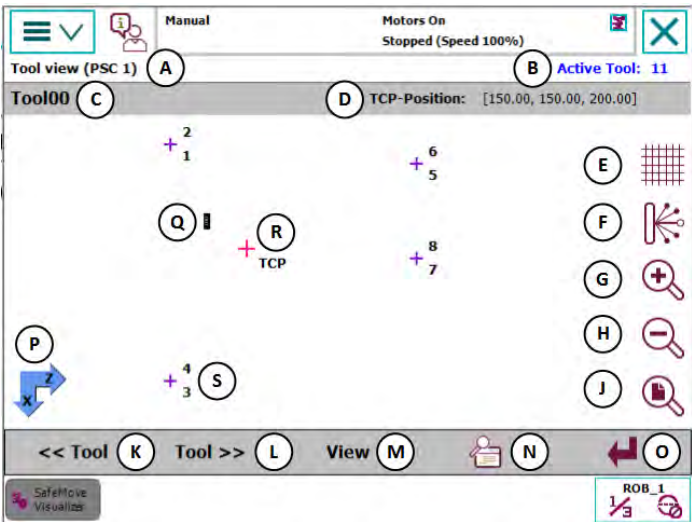 Manual
Motors On
Stopped (Speed 100%)
Tool view (PSC 1) A
B Active Tool: 11
Tool00 C
D TCP-Position: [150.00, 150.00, 200.00]
2
1
6
5
E
Q
R
TCP
F
8
7
G
H
P
Z
X
4
3
S
J
<< Tool K
Tool >> L
View M
N
O
SafeMove
Visualizer
ROB_1
1/3